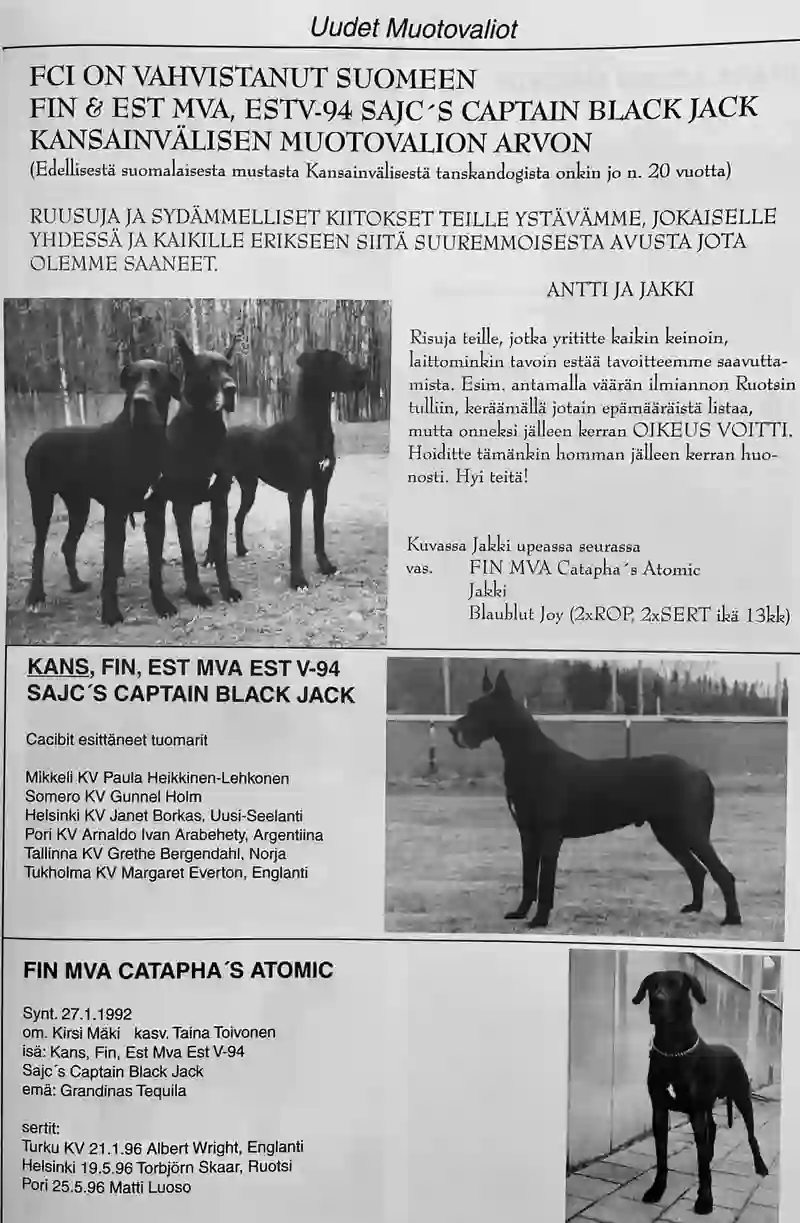 Uudet Muotovaliot
FCI ON VAHVISTANUT SUOMEEN
FIN & EST MVA, ESTV-94 SAJC´S CAPTAIN BLACK JACK
KANSAINVÄLISEN MUOTOVALION ARVON
(Edellisestä suomalaisesta mustasta Kansainvälisestä tanskandogista onkin jo n. 20 vuotta)
RUUSUJA JA SYDÄMMELLISET KIITOKSET TEILLE YSTÄVÄMME, JOKAISELLE
YHDESSÄ JA KAIKILLE ERIKSEEN SIITÄ SUUREMMOISESTA AVUSTA JOTA
OLEMME SAANEET.
ANTTI JA JAKKI
Risuja teille, jotka yrititte kaikin keinoin,
laittominkin tavoin estää tavoitteemme saavutta-
mista. Esim. antamalla väärän ilmiannon Ruotsin
tulliin, keräämällä jotain epämääräistä listaa,
mutta onneksi jälleen kerran OIKEUS VOITTI.
Hoiditte tämänkin homman jälleen kerran huo-
nosti. Hyi teitä!
Kuvassa Jakki upeassa seurassa
vas. FIN MVA Catapha´s Atomic
Jakki
Blaublut Joy (2xROP, 2xSERT ikä 13kk)
KANS, FIN, EST MVA EST V-94
SAJC´S CAPTAIN BLACK JACK
Cacibit esittäneet tuomarit
Mikkeli KV Paula Heikkinen-Lehkonen
Somero KV Gunnel Holm
Helsinki KV Janet Borkas, Uusi-Seelanti
Pori KV Arnaldo Ivan Arabehety, Argentiina
Tallinna KV Grethe Bergendahl, Norja
Tukholma KV Margaret Everton, Englanti
FIN MVA CATAPHA´S ATOMIC
Synt. 27.1.1992
om. Kirsi Mäki kasv. Taina Toivonen
isä: Kans, Fin, Est Mva Est V-94
Sajc´s Captain Black Jack
emä: Grandinas Tequila
sertit:
Turku KV 21.1.96 Albert Wright, Englanti
Helsinki 19.5.96 Torbjörn Skaar, Ruotsi
Pori 25.5.96 Matti Luoso